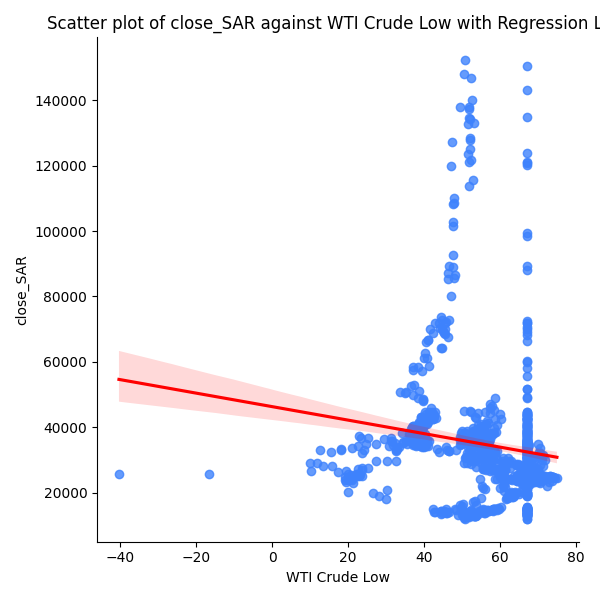 Scatter plot of close_SAR against WTI Crude Low with Regression L
140000
120000
100000
80000
60000
40000
20000
close_SAR
−40 −20 0 20 40 60 80
WTI Crude Low